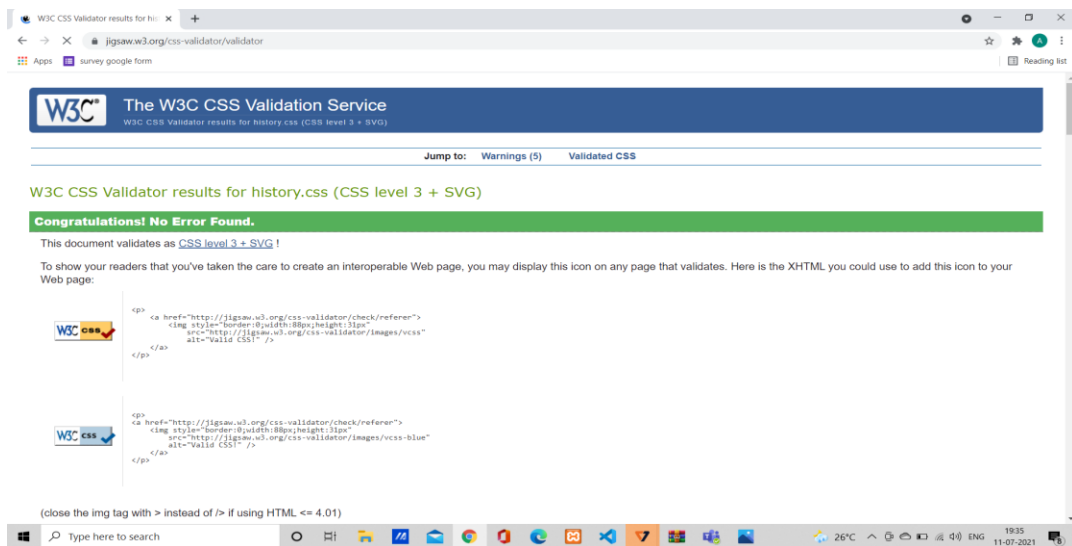 W3C CSS Validator results for his
jigsaw.w3.org/css-validator/validator
A
Apps survey google form Reading list
W3C® The W3C CSS Validation Service
W3C CSS Validator results for history.css (CSS level 3 + SVG)
Jump to: Warnings (5) Validated CSS
W3C CSS Validator results for history.css (CSS level 3 + SVG)
Congratulations! No Error Found.
This document validates as CSS level 3 + SVG !
To show your readers that you've taken the care to create an interoperable Web page, you may display this icon on any page that validates. Here is the XHTML you could use to add this icon to your
Web page:
<p>
<a href="http://jigsaw.w3.org/css-validator/check/referer">
<img style="border:0;width:88px;height:31px"
src="http://jigsaw.w3.org/css-validator/images/vcss"
alt="Valid CSS!" />
</a>
</p>
W3C css
<p>
<a href="http://jigsaw.w3.org/css-validator/check/referer">
<img style="border:0;width:88px;height:31px"
src="http://jigsaw.w3.org/css-validator/images/vcss-blue"
alt="Valid CSS!" />
</a>
</p>
W3C css
(close the img tag with > instead of /> if using HTML <= 4.01)
Type here to search 26°C ENG 19:35
11-07-2021